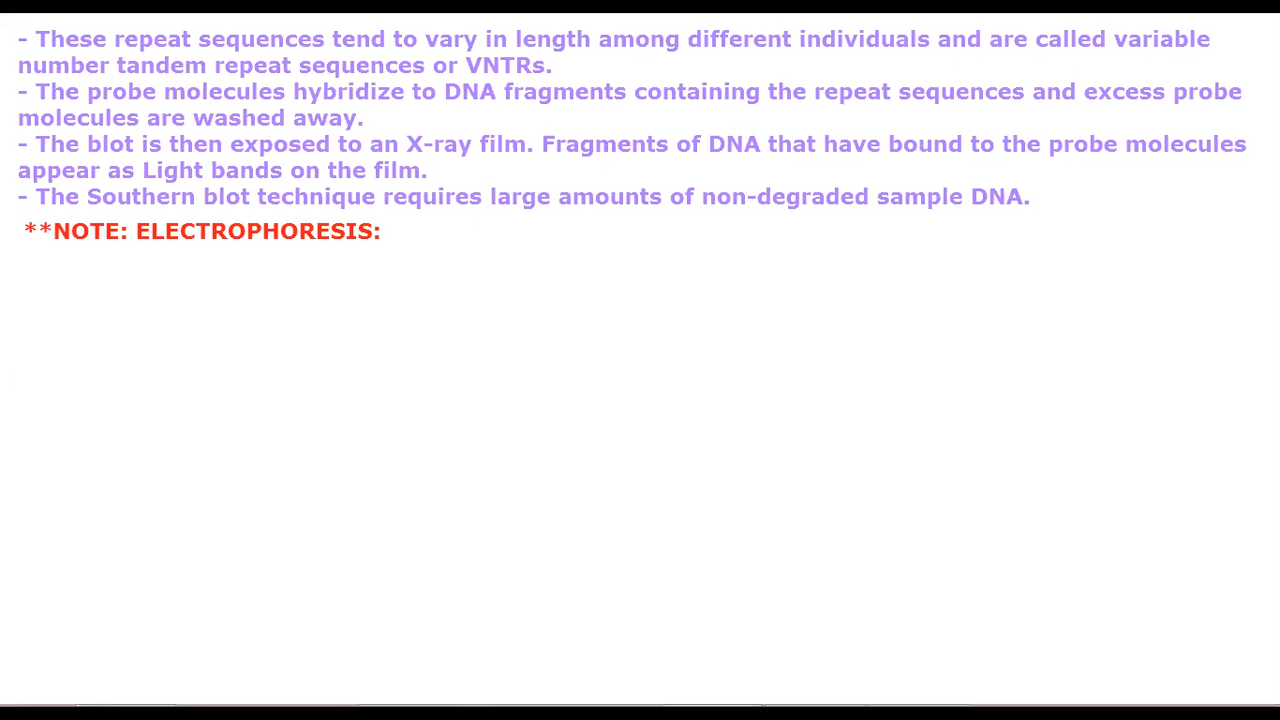 - These repeat sequences tend to vary in length among different individuals and are called variable
number tandem repeat sequences or VNTRs.
- The probe molecules hybridize to DNA fragments containing the repeat sequences and excess probe
molecules are washed away.
- The blot is then exposed to an X-ray film. Fragments of DNA that have bound to the probe molecules
appear as Light bands on the film.
- The Southern blot technique requires large amounts of non-degraded sample DNA.
**NOTE: ELECTROPHORESIS: